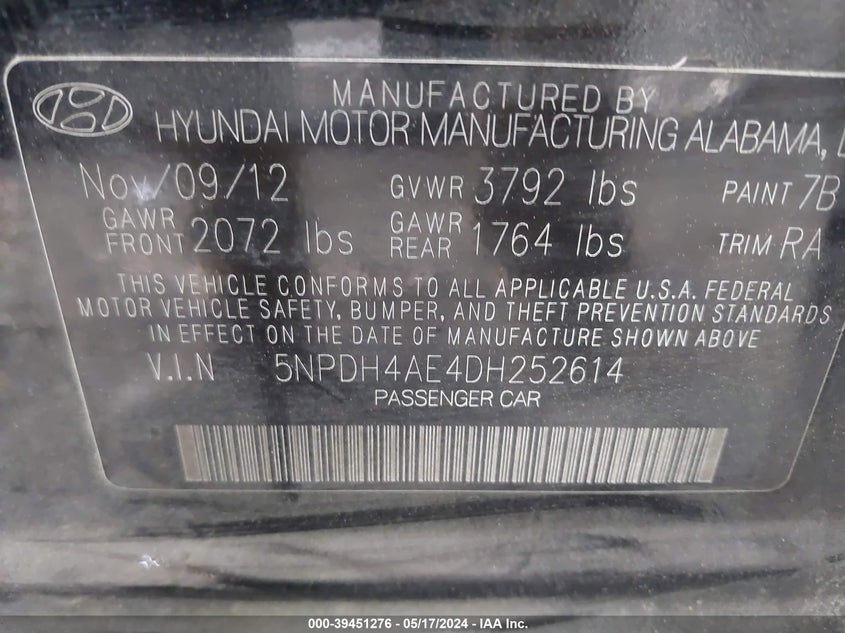 MANUFACTURED BY
HYUNDAI MOTOR MANUFACTURING ALABAMA,
Nov/09/12 GVWR 3792 lbs PAINT 7B
GAWR FRONT 2072 lbs GAWR REAR 1764 lbs TRIM RA
THIS VEHICLE CONFORMS TO ALL APPLICABLE U.S.A. FEDERAL
MOTOR VEHICLE SAFETY, BUMPER, AND THEFT PREVENTION STANDARDS
IN EFFECT ON THE DATE OF MANUFACTURE SHOWN ABOVE
V.I.N 5NPDH4AE4DH252614
PASSENGER CAR
000-39451276 - 05/17/2024 - IAA Inc.